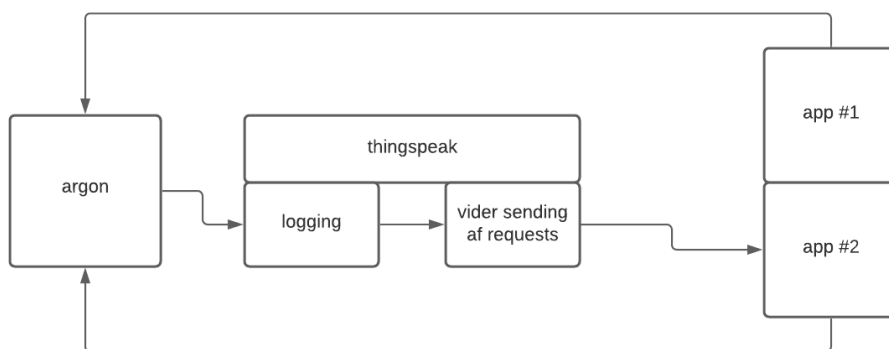 argon
thingspeak
logging
vider sending
af requests
app #1
app #2